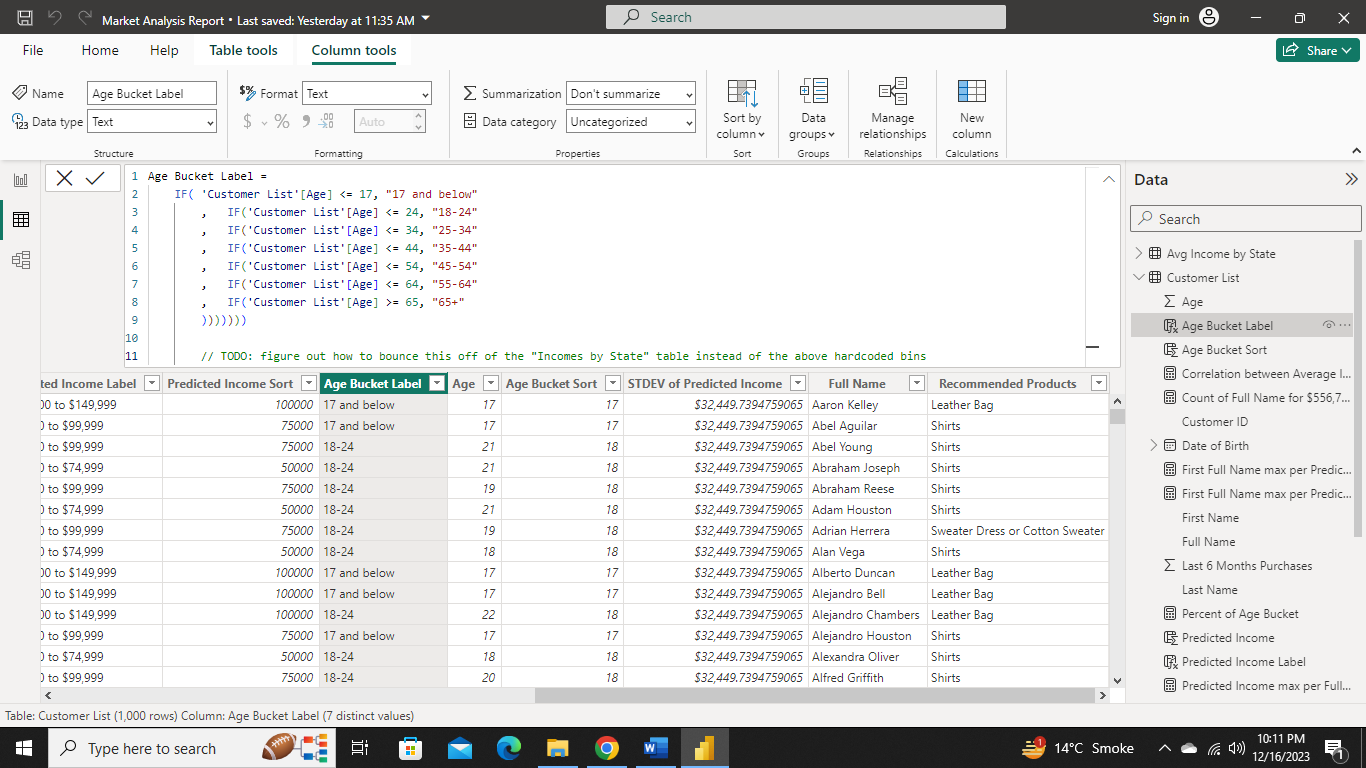 Market Analysis Report • Last saved: Yesterday at 11:35 AM
Search
Sign in
File
Home
Help
Table tools
Column tools
Share
Name
Age Bucket Label
Data type
Text
Structure
$% Format
Text
$ % 9 .00
Auto
Formatting
Summarization
Don't summarize
Data category
Uncategorized
Properties
Sort by
column
Sort
Data
groups
Groups
Manage
relationships
Relationships
New
column
Calculations
1 Age Bucket Label =
2 IF( 'Customer List'[Age] <= 17, "17 and below"
3 , IF('Customer List'[Age] <= 24, "18-24"
4 , IF('Customer List'[Age] <= 34, "25-34"
5 , IF('Customer List'[Age] <= 44, "35-44"
6 , IF('Customer List'[Age] <= 54, "45-54"
7 , IF('Customer List'[Age] <= 64, "55-64"
8 , IF('Customer List'[Age] >= 65, "65+"
9 )))))))
10
11 // TODO: figure out how to bounce this off of the "Incomes by State" table instead of the above hardcoded bins
ted Income Label Predicted Income Sort Age Bucket Label Age Age Bucket Sort STDEV of Predicted Income Full Name Recommended Products
00 to $149,999 100000 17 and below 17 17 $32,449.7394759065 Aaron Kelley Leather Bag
0 to $99,999 75000 17 and below 17 17 $32,449.7394759065 Abel Aguilar Shirts
0 to $99,999 75000 18-24 21 18 $32,449.7394759065 Abel Young Shirts
0 to $74,999 50000 18-24 21 18 $32,449.7394759065 Abraham Joseph Shirts
0 to $99,999 75000 18-24 19 18 $32,449.7394759065 Abraham Reese Shirts
0 to $74,999 50000 18-24 21 18 $32,449.7394759065 Adam Houston Shirts
0 to $99,999 75000 18-24 19 18 $32,449.7394759065 Adrian Herrera Sweater Dress or Cotton Sweater
0 to $74,999 50000 18-24 18 18 $32,449.7394759065 Alan Vega Shirts
00 to $149,999 100000 17 and below 17 17 $32,449.7394759065 Alberto Duncan Leather Bag
00 to $149,999 100000 17 and below 17 17 $32,449.7394759065 Alejandro Bell Leather Bag
00 to $149,999 100000 18-24 22 18 $32,449.7394759065 Alejandro Chambers Leather Bag
0 to $99,999 75000 17 and below 17 17 $32,449.7394759065 Alejandro Houston Shirts
0 to $74,999 50000 18-24 18 18 $32,449.7394759065 Alexandra Oliver Shirts
0 to $99,999 75000 18-24 20 18 $32,449.7394759065 Alfred Griffith Shirts
Data
Search
Avg Income by State
Customer List
Age
Age Bucket Label
Age Bucket Sort
Correlation between Average I...
Count of Full Name for $556,7...
Customer ID
Date of Birth
First Full Name max per Predic...
First Full Name max per Predic...
First Name
Full Name
Last 6 Months Purchases
Last Name
Percent of Age Bucket
Predicted Income
Predicted Income Label
Predicted Income max per Full...
Table: Customer List (1,000 rows) Column: Age Bucket Label (7 distinct values)
Type here to search
1
14°C Smoke
10:11 PM
12/16/2023
1